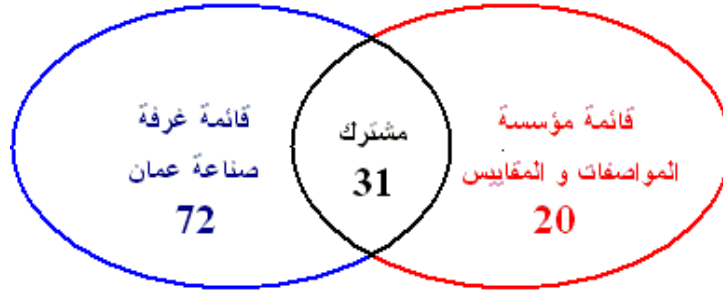 قائمة غرفة
صناعة عمان
72
مشترك
31
قائمة مؤسسة
المواصفات و المقاييس
20